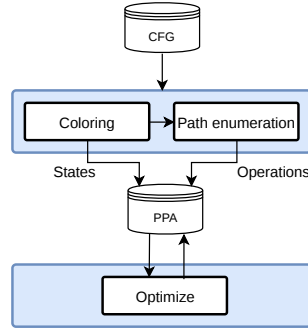 CFG
Coloring
Path enumeration
States
Operations
PPA
Optimize